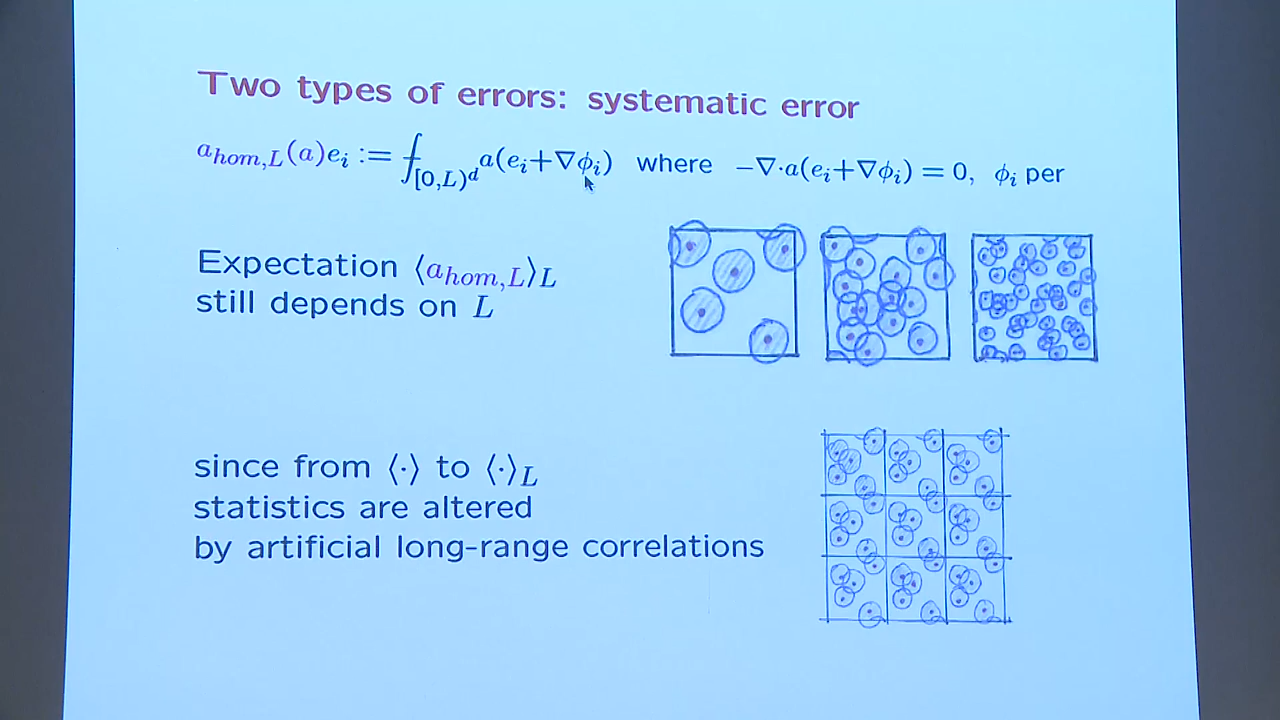 Two types of errors: systematic error
a_{hom,L}(a)e_i := ⨍_{[0,L)^d} a(e_i+∇ϕ_i) where −∇·a(e_i+∇ϕ_i) = 0, ϕ_i per
Expectation ⟨a_{hom,L}⟩_L
still depends on L
since from ⟨·⟩ to ⟨·⟩_L
statistics are altered
by artificial long-range correlations